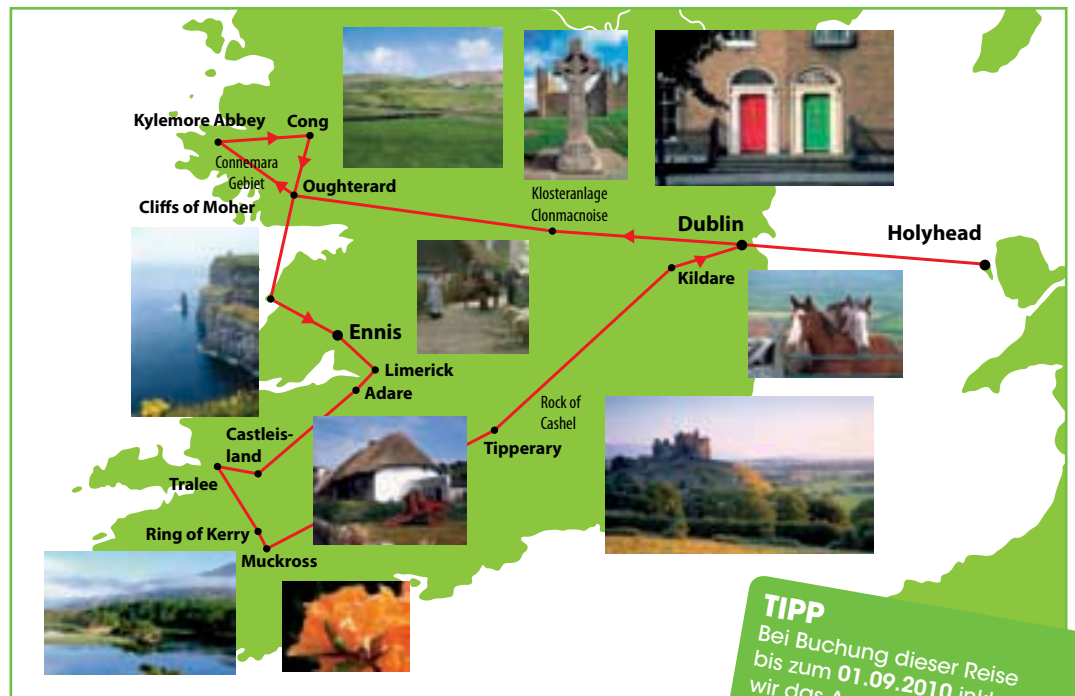 Kylemore Abbey
Cong
Connemara
Gebiet
Oughterard
Cliffs of Moher
Klosteranlage
Clonmacnoise
Dublin
Holyhead
Kildare
Ennis
Limerick
Adare
Rock of
Cashel
Castleis-
land
Tipperary
Tralee
Ring of Kerry
Muckross
TIPP
Bei Buchung dieser Reise
bis zum 01.09.2010
wir das